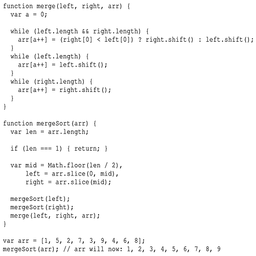 function merge(left, right, arr) {
var a = 0;
while (left.length && right.length) {
arr[a++] = (right[0] < left[0]) ? right.shift() : left.shift();
}
while (left.length) {
arr[a++] = left.shift();
}
while (right.length) {
arr[a++] = right.shift();
}
}
function mergeSort(arr) {
var len = arr.length;
if (len === 1) { return; }
var mid = Math.floor(len / 2),
left = arr.slice(0, mid),
right = arr.slice(mid);
mergeSort(left);
mergeSort(right);
merge(left, right, arr);
}
var arr = [1, 5, 2, 7, 3, 9, 4, 6, 8];
mergeSort(arr); // arr will now: 1, 2, 3, 4, 5, 6, 7, 8, 9